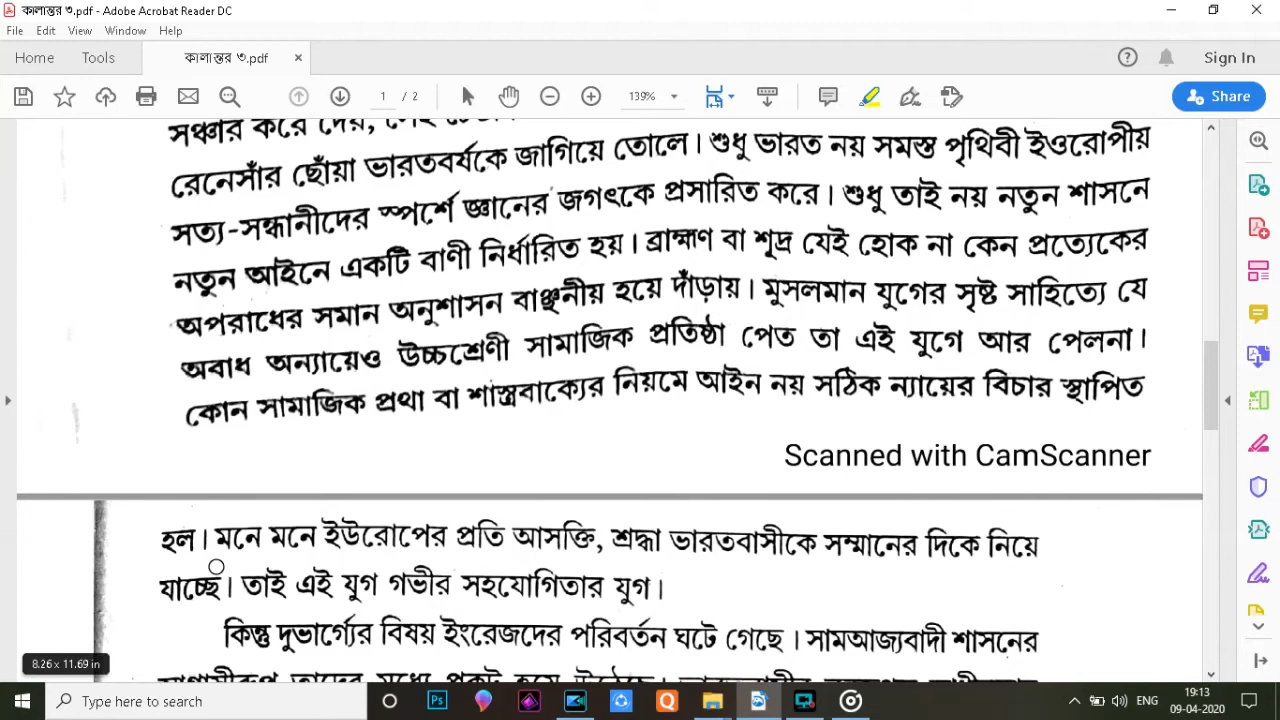 কালান্তর ৩.pdf - Adobe Acrobat Reader DC
File Edit View Window Help
Home Tools কালান্তর ৩.pdf × Sign In
1 / 2 139% Share
সঞ্চার করে দেয়,
রেনেসাঁর ছোঁয়া ভারতবর্ষকে জাগিয়ে তোলে। শুধু ভারত নয় সমস্ত পৃথিবী ইওরোপীয়
সত্য-সন্ধানীদের স্পর্শে জ্ঞানের জগৎকে প্রসারিত করে। শুধু তাই নয় নতুন শাসনে
নতুন আইনে একটি বাণী নির্ধারিত হয়। ব্রাহ্মণ বা শূদ্র যেই হোক না কেন প্রত্যেকের
অপরাধের সমান অনুশাসন বাঞ্ছনীয় হয়ে দাঁড়ায়। মুসলমান যুগের সৃষ্ট সাহিত্যে যে
অবাধ অন্যায়েও উচ্চশ্রেণী সামাজিক প্রতিষ্ঠা পেত তা এই যুগে আর পেলনা।
কোন সামাজিক প্রথা বা শাস্ত্রবাক্যের নিয়মে আইন নয় সঠিক ন্যায়ের বিচার স্থাপিত
Scanned with CamScanner
হল। মনে মনে ইউরোপের প্রতি আসক্তি, শ্রদ্ধা ভারতবাসীকে সম্মানের দিকে নিয়ে
যাচ্ছে। তাই এই যুগ গভীর সহযোগিতার যুগ।
কিন্তু দুভার্গ্যের বিষয় ইংরেজদের পরিবর্তন ঘটে গেছে। সামআজ্যবাদী শাসনের
8.26 x 11.69 in
Type here to search
ENG 19:13
09-04-2020